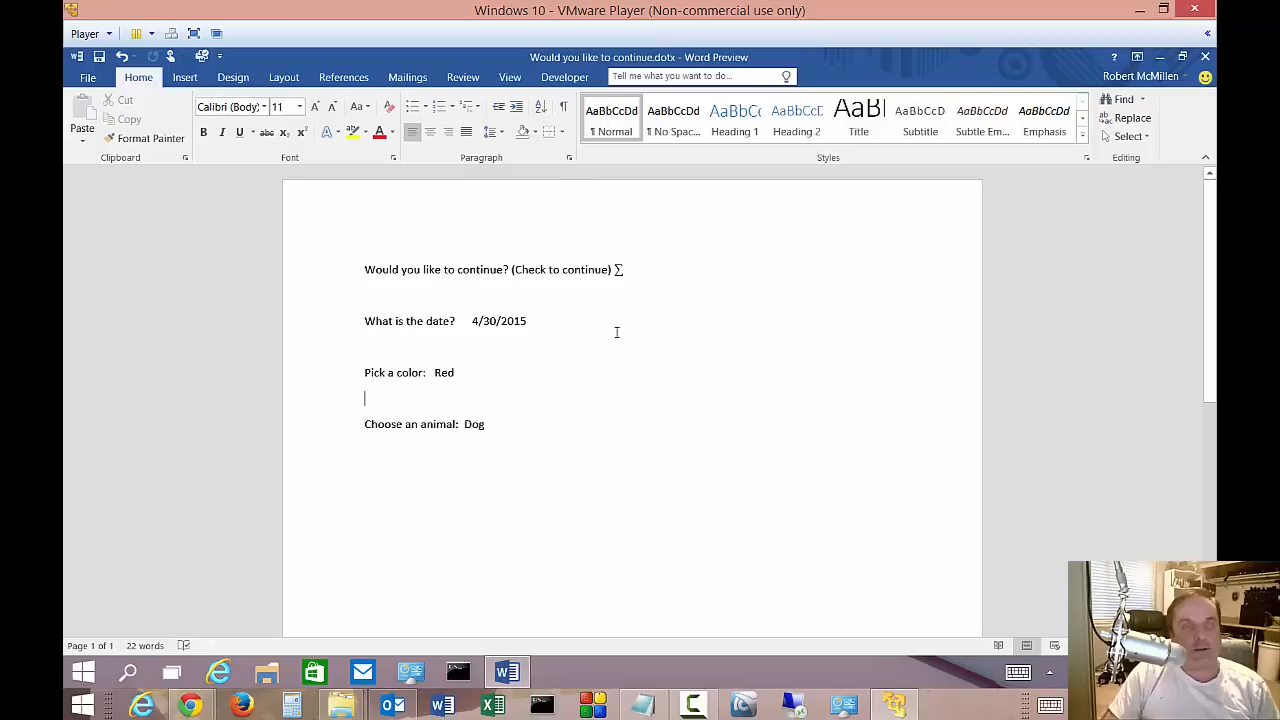 Windows 10 - VMware Player (Non-commercial use only)
Player
Would you like to continue.dotx - Word Preview
File Home Insert Design Layout References Mailings Review View Developer Tell me what you want to do... Robert McMillen
Cut
Copy
Format Painter
Paste
Clipboard
Calibri (Body) 11
Font
Paragraph
AaBbCcDd AaBbCcDd AaBbC( AaBbCcD AaB( AaBbCcD AaBbCcDd AaBbCcDd
¶ Normal ¶ No Spac... Heading 1 Heading 2 Title Subtitle Subtle Em... Emphasis
Styles
Find
Replace
Select
Editing
Would you like to continue? (Check to continue) ∑
What is the date? 4/30/2015
Pick a color: Red
Choose an animal: Dog
Page 1 of 1 22 words